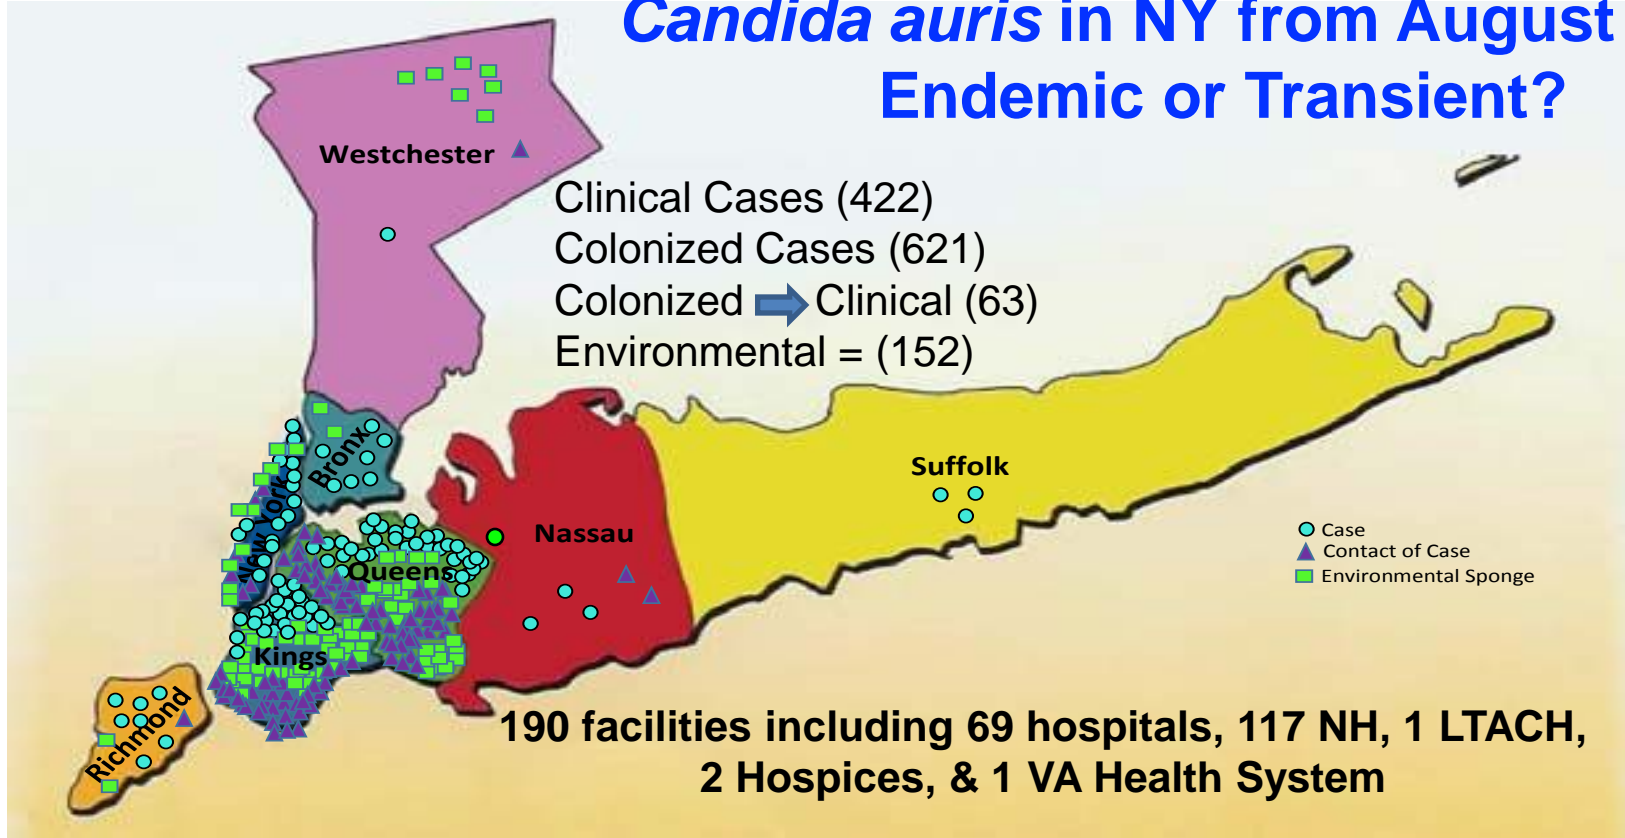 Candida auris in NY from August
Endemic or Transient?
Westchester
Clinical Cases (422)
Colonized Cases (621)
Colonized Clinical (63)
Environmental = (152)
Bronx
New York
Suffolk
Nassau
Queens
Case
Contact of Case
Environmental Sponge
Kings
Richmond
190 facilities including 69 hospitals, 117 NH, 1 LTACH,
2 Hospices, & 1 VA Health System